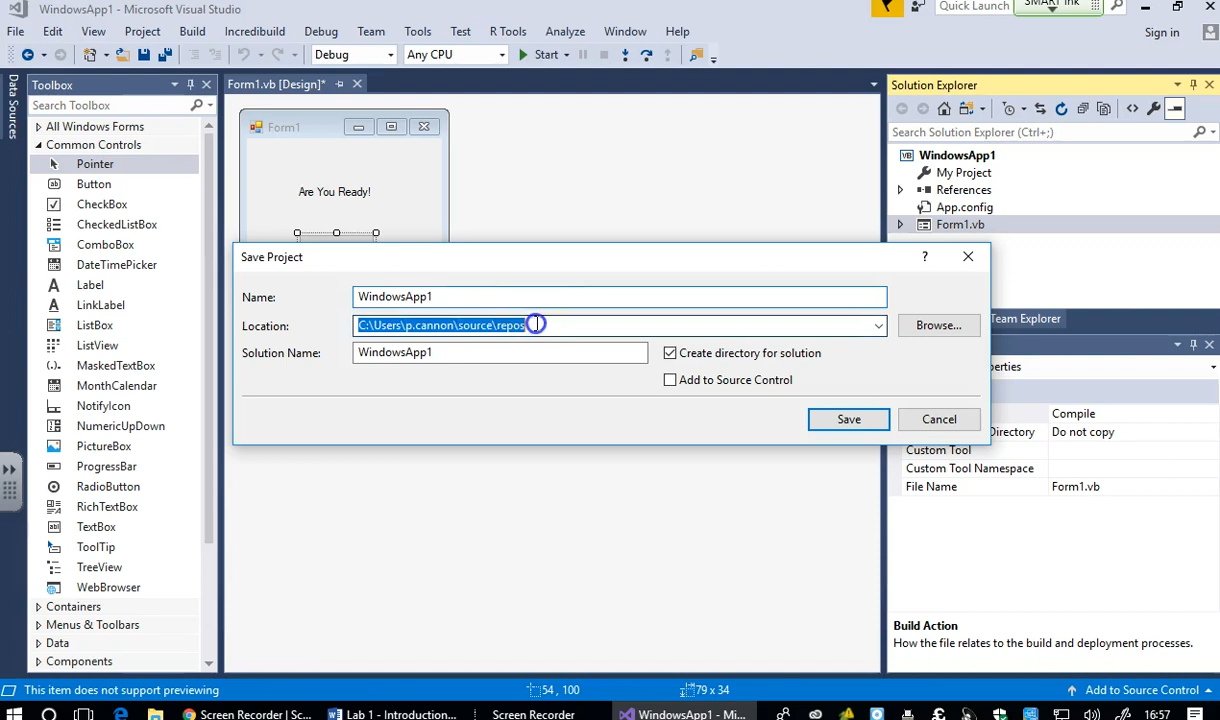 WindowsApp1 - Microsoft Visual Studio
Quick Launch
SMART Ink
File Edit View Project Build Incredibuild Debug Team Tools Test R Tools Analyze Window Help
Sign in
Debug Any CPU Start
Data Sources
Toolbox
Search Toolbox
All Windows Forms
Common Controls
Pointer
Button
CheckBox
CheckedListBox
ComboBox
DateTimePicker
Label
LinkLabel
ListBox
ListView
MaskedTextBox
MonthCalendar
NotifyIcon
NumericUpDown
PictureBox
ProgressBar
RadioButton
RichTextBox
TextBox
ToolTip
TreeView
WebBrowser
Containers
Menus & Toolbars
Data
Components
Form1.vb [Design]*
Form1
Are You Ready!
Save Project
Name: WindowsApp1
Location: C:\Users\p.cannon\source\repos
Browse...
Solution Name: WindowsApp1
Create directory for solution
Add to Source Control
Save
Cancel
Solution Explorer
Search Solution Explorer (Ctrl+;)
VB WindowsApp1
My Project
References
App.config
Form1.vb
Team Explorer
erties
Compile
Directory Do not copy
Custom Tool
Custom Tool Namespace
File Name Form1.vb
Build Action
How the file relates to the build and deployment processes.
This item does not support previewing
54 , 100
79 x 34
Add to Source Control
Screen Recorder | Sc...
Lab 1 - Introduction...
Screen Recorder
WindowsApp1 - Mi...
16:57